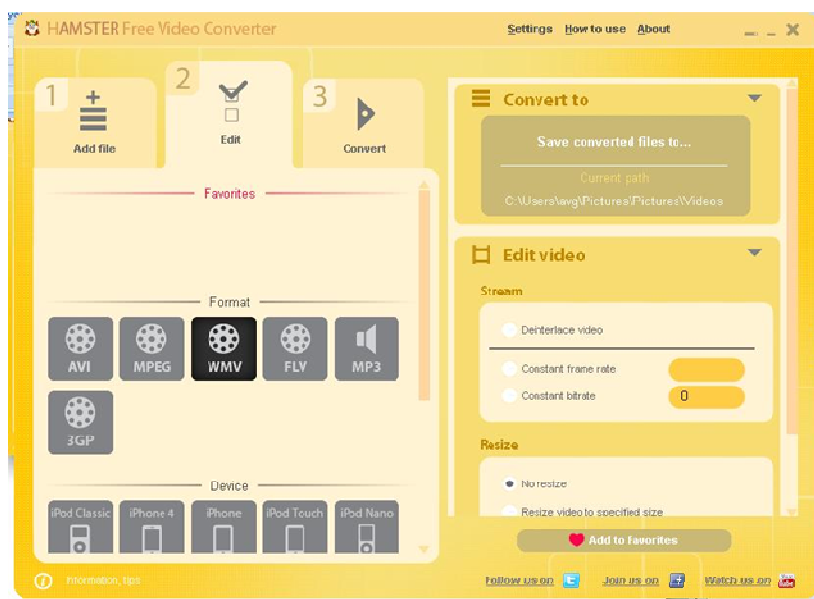 HAMSTER Free Video Converter
Settings How to use About
1
Add file
2
Edit
3
Convert
Favorites
Format
AVI
MPEG
WMV
FLV
MP3
3GP
Device
iPod Classic
iPhone 4
iPhone
iPod Touch
iPod Nano
Convert to
Save converted files to...
Current path
C:\Users\avg\Pictures\Pictures\Videos
Edit video
Stream
Deinterlace video
Constant frame rate
Constant bitrate
0
Resize
No resize
Resize video to specified size
Add to favorites
Information, tips
Follow us on
Join us on
Watch us on